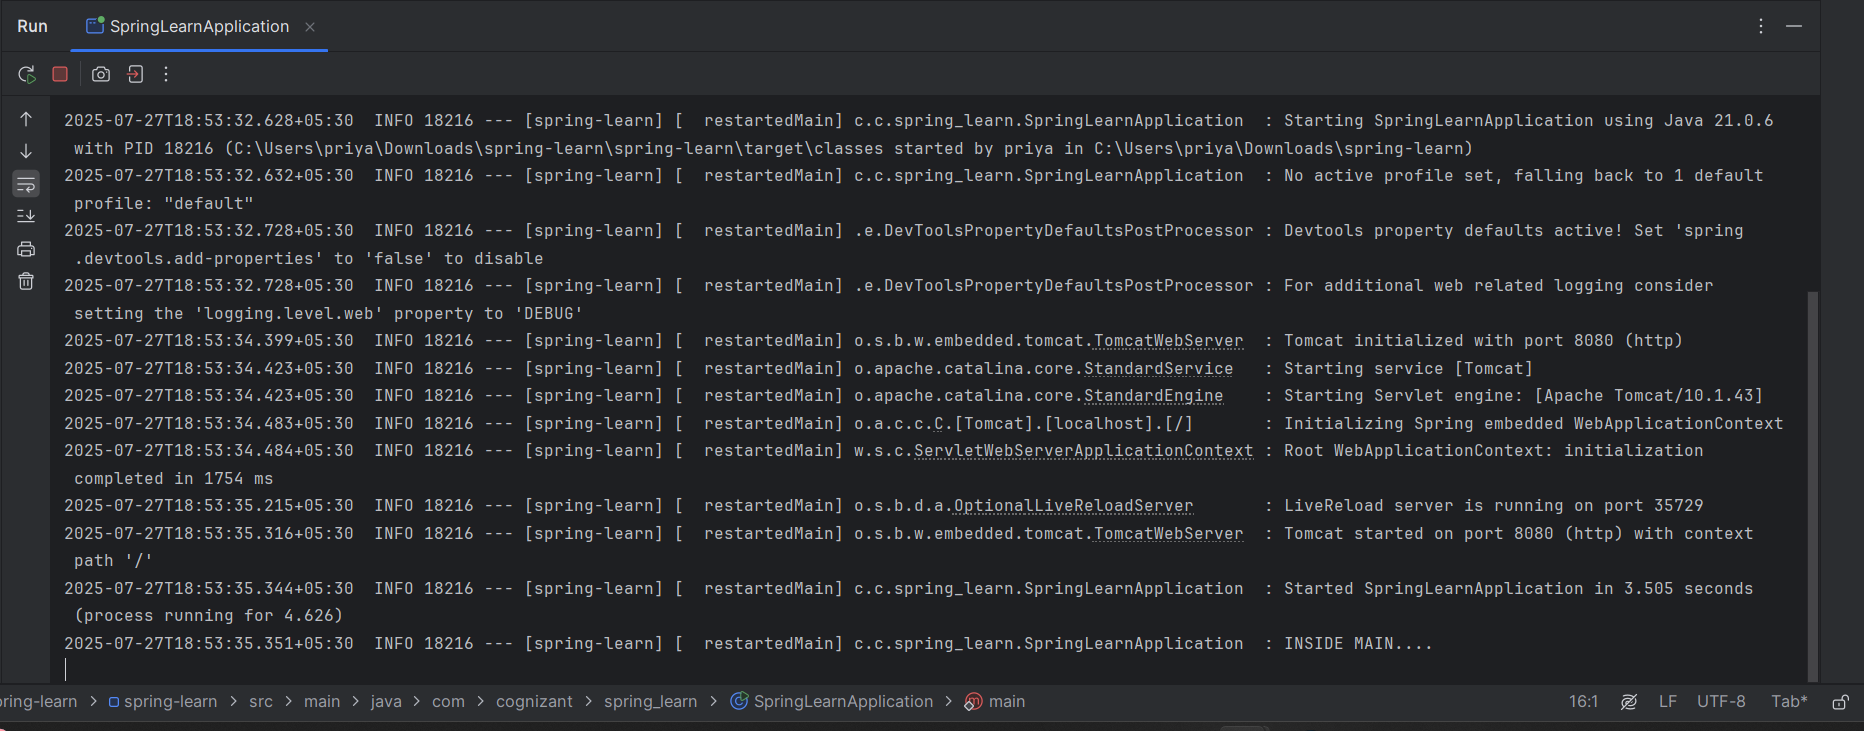 Run SpringLearnApplication
2025-07-27T18:53:32.628+05:30  INFO 18216 --- [spring-learn] [  restartedMain] c.c.spring_learn.SpringLearnApplication  : Starting SpringLearnApplication using Java 21.0.6
with PID 18216 (C:\Users\priya\Downloads\spring-learn\spring-learn\target\classes started by priya in C:\Users\priya\Downloads\spring-learn)
2025-07-27T18:53:32.632+05:30  INFO 18216 --- [spring-learn] [  restartedMain] c.c.spring_learn.SpringLearnApplication  : No active profile set, falling back to 1 default
profile: "default"
2025-07-27T18:53:32.728+05:30  INFO 18216 --- [spring-learn] [  restartedMain] .e.DevToolsPropertyDefaultsPostProcessor : Devtools property defaults active! Set 'spring
.devtools.add-properties' to 'false' to disable
2025-07-27T18:53:32.728+05:30  INFO 18216 --- [spring-learn] [  restartedMain] .e.DevToolsPropertyDefaultsPostProcessor : For additional web related logging consider
setting the 'logging.level.web' property to 'DEBUG'
2025-07-27T18:53:34.399+05:30  INFO 18216 --- [spring-learn] [  restartedMain] o.s.b.w.embedded.tomcat.TomcatWebServer  : Tomcat initialized with port 8080 (http)
2025-07-27T18:53:34.423+05:30  INFO 18216 --- [spring-learn] [  restartedMain] o.apache.catalina.core.StandardService   : Starting service [Tomcat]
2025-07-27T18:53:34.423+05:30  INFO 18216 --- [spring-learn] [  restartedMain] o.apache.catalina.core.StandardEngine    : Starting Servlet engine: [Apache Tomcat/10.1.43]
2025-07-27T18:53:34.483+05:30  INFO 18216 --- [spring-learn] [  restartedMain] o.a.c.c.C.[Tomcat].[localhost].[/]       : Initializing Spring embedded WebApplicationContext
2025-07-27T18:53:34.484+05:30  INFO 18216 --- [spring-learn] [  restartedMain] w.s.c.ServletWebServerApplicationContext : Root WebApplicationContext: initialization
completed in 1754 ms
2025-07-27T18:53:35.215+05:30  INFO 18216 --- [spring-learn] [  restartedMain] o.s.b.d.a.OptionalLiveReloadServer       : LiveReload server is running on port 35729
2025-07-27T18:53:35.316+05:30  INFO 18216 --- [spring-learn] [  restartedMain] o.s.b.w.embedded.tomcat.TomcatWebServer  : Tomcat started on port 8080 (http) with context
path '/'
2025-07-27T18:53:35.344+05:30  INFO 18216 --- [spring-learn] [  restartedMain] c.c.spring_learn.SpringLearnApplication  : Started SpringLearnApplication in 3.505 seconds
(process running for 4.626)
2025-07-27T18:53:35.351+05:30  INFO 18216 --- [spring-learn] [  restartedMain] c.c.spring_learn.SpringLearnApplication  : INSIDE MAIN....
ring-learn > spring-learn > src > main > java > com > cognizant > spring_learn > SpringLearnApplication > main 16:1 LF UTF-8 Tab*